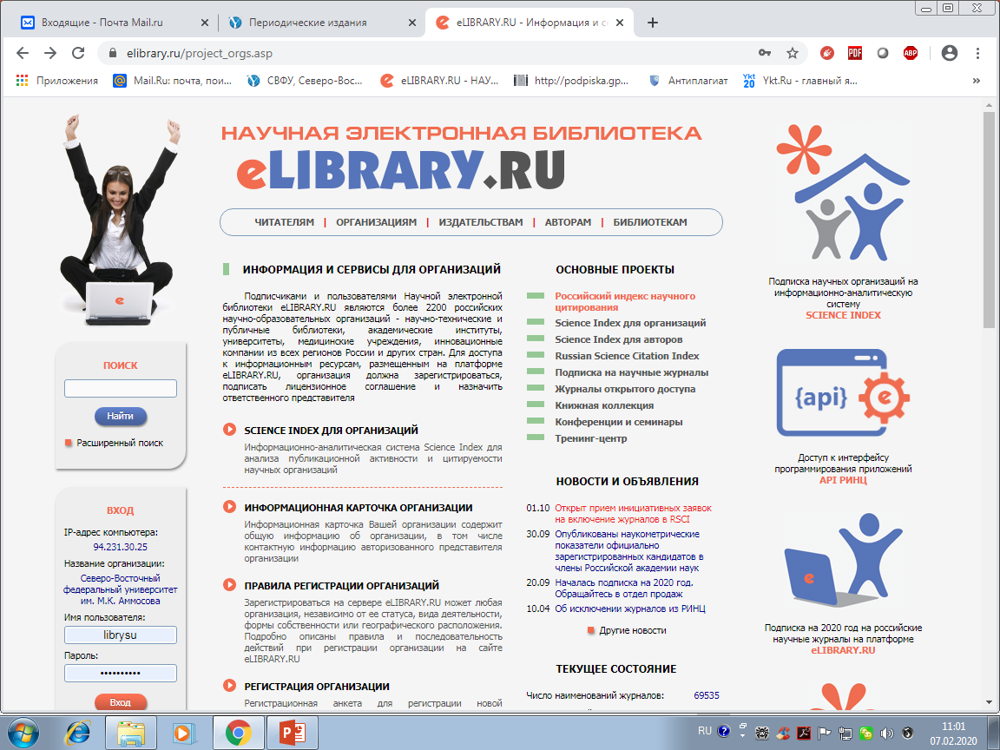 Входящие - Почта Mail.ru
Периодические издания
eLIBRARY.RU - Информация и с
elibrary.ru/project_orgs.asp
PDF
ABP
Приложения
Mail.Ru: почта, пои...
СВФУ, Северо-Вос...
eLIBRARY.RU - НАУ...
http://podpiska.gp...
Антиплагиат
Ykt.Ru - главный я...
НАУЧНАЯ ЭЛЕКТРОННАЯ БИБЛИОТЕКА
eLIBRARY.RU
ЧИТАТЕЛЯМ | ОРГАНИЗАЦИЯМ | ИЗДАТЕЛЬСТВАМ | АВТОРАМ | БИБЛИОТЕКАМ
ПОИСК
Найти
Расширенный поиск
ВХОД
IP-адрес компьютера:
94.231.30.25
Название организации:
Северо-Восточный
федеральный университет
им. М.К. Аммосова
Имя пользователя:
librysu
Пароль:
••••••••••
Вход
ИНФОРМАЦИЯ И СЕРВИСЫ ДЛЯ ОРГАНИЗАЦИЙ
Подписчиками и пользователями Научной электронной
библиотеки eLIBRARY.RU являются более 2200 российских
научно-образовательных организаций - научно-технические и
публичные библиотеки, академические институты,
университеты, медицинские учреждения, инновационные
компании из всех регионов России и других стран. Для доступа
к информационным ресурсам, размещенным на платформе
eLIBRARY.RU, организация должна зарегистрироваться,
подписать лицензионное соглашение и назначить
ответственного представителя
SCIENCE INDEX ДЛЯ ОРГАНИЗАЦИЙ
Информационно-аналитическая система Science Index для
анализа публикационной активности и цитируемости
научных организаций
ИНФОРМАЦИОННАЯ КАРТОЧКА ОРГАНИЗАЦИИ
Информационная карточка Вашей организации содержит
общую информацию об организации, в том числе
контактную информацию авторизованного представителя
организации
ПРАВИЛА РЕГИСТРАЦИИ ОРГАНИЗАЦИЙ
Зарегистрироваться на сервере eLIBRARY.RU может любая
организация, независимо от ее статуса, вида деятельности,
формы собственности или географического расположения.
Подробно описаны правила и последовательность
действий при регистрации организации на сайте
eLIBRARY.RU
РЕГИСТРАЦИЯ ОРГАНИЗАЦИИ
Регистрационная анкета для регистрации новой
ОСНОВНЫЕ ПРОЕКТЫ
Российский индекс научного
цитирования
Science Index для организаций
Science Index для авторов
Russian Science Citation Index
Подписка на научные журналы
Журналы открытого доступа
Книжная коллекция
Конференции и семинары
Тренинг-центр
НОВОСТИ И ОБЪЯВЛЕНИЯ
01.10 Открыт прием инициативных заявок
на включение журналов в RSCI
30.09 Опубликованы наукометрические
показатели официально
зарегистрированных кандидатов в
члены Российской академии наук
20.09 Началась подписка на 2020 год.
Обращайтесь в отдел продаж
10.04 Об исключении журналов из РИНЦ
Другие новости
ТЕКУЩЕЕ СОСТОЯНИЕ
Число наименований журналов: 69535
Подписка научных организаций на
информационно-аналитическую
систему
SCIENCE INDEX
{api}
e
Доступ к интерфейсу
программирования приложений
API РИНЦ
e
Подписка на 2020 год на российские
научные журналы на платформе
eLIBRARY.RU
RU
11:01
07.02.2020